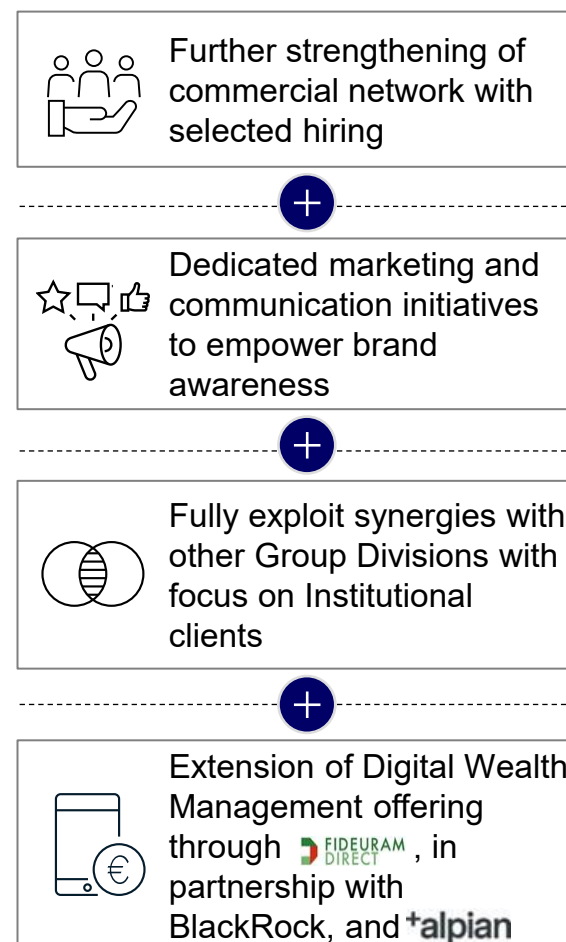 Further strengthening of
commercial network with
selected hiring
Dedicated marketing and
communication initiatives
to empower brand
awareness
Fully exploit synergies with
other Group Divisions with
focus on Institutional
clients
Extension of Digital Wealth
Management offering
through FIDEURAM DIRECT , in
partnership with
BlackRock, and +alpian
€